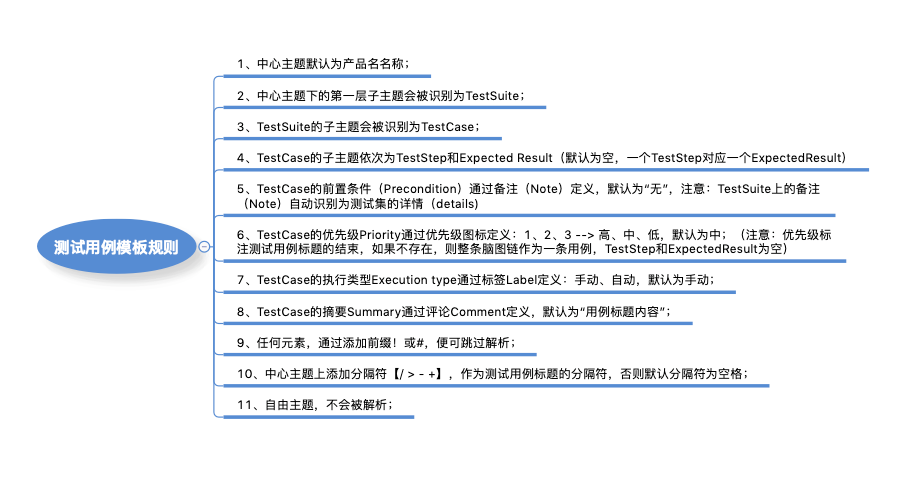 1、中心主题默认为产品名名称；
2、中心主题下的第一层子主题会被识别为TestSuite；
3、TestSuite的子主题会被识别为TestCase；
4、TestCase的子主题依次为TestStep和Expected Result（默认为空，一个TestStep对应一个ExpectedResult）
5、TestCase的前置条件（Precondition）通过备注（Note）定义，默认为“无”，注意：TestSuite上的备注
（Note）自动识别为测试集的详情（details)
测试用例模板规则
6、TestCase的优先级Priority通过优先级图标定义：1、2、3 --> 高、中、低，默认为中；（注意：优先级标
注测试用例标题的结束，如果不存在，则整条脑图链作为一条用例，TestStep和ExpectedResult为空）
7、TestCase的执行类型Execution type通过标签Label定义：手动、自动，默认为手动；
8、TestCase的摘要Summary通过评论Comment定义，默认为“用例标题内容”；
9、任何元素，通过添加前缀！或#，便可跳过解析；
10、中心主题上添加分隔符【/ > - +】，作为测试用例标题的分隔符，否则默认分隔符为空格；
11、自由主题，不会被解析；